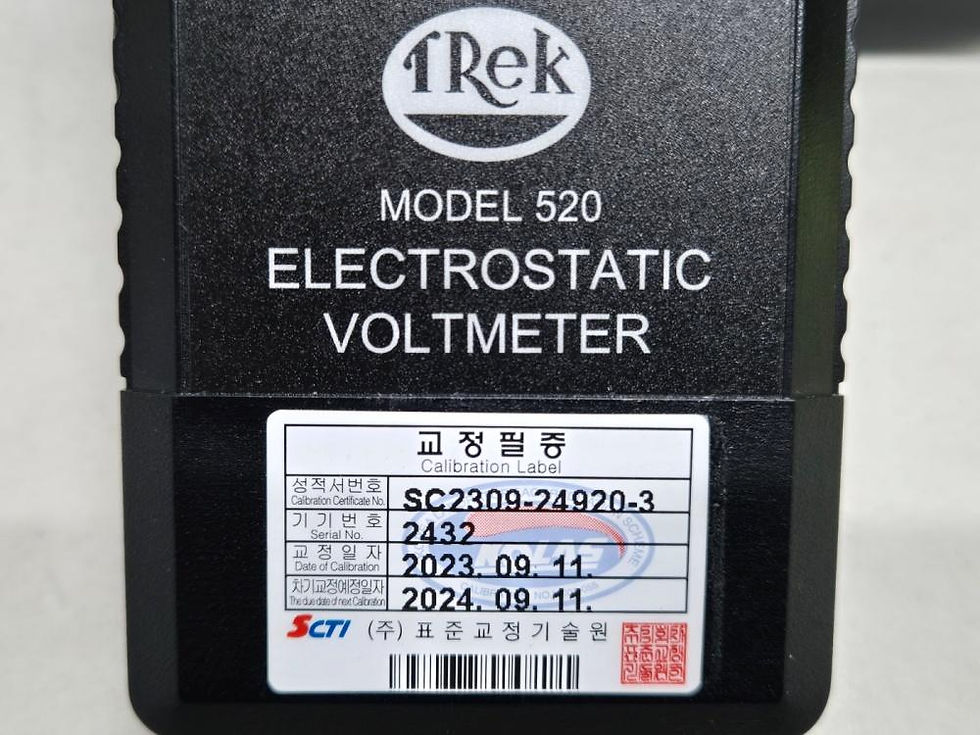 TRek
MODEL 520
ELECTROSTATIC
VOLTMETER
교정필증
Calibration Label
성적서번호
Calibration Certificate No.
SC2309-24920-3
기기번호
Serial No.
2432
교정일자
Date of Calibration
2023. 09. 11.
차기교정예정일자
The due date of next Calibration
2024. 09. 11.
KOLAS
SCTI (주) 표준교정기술원